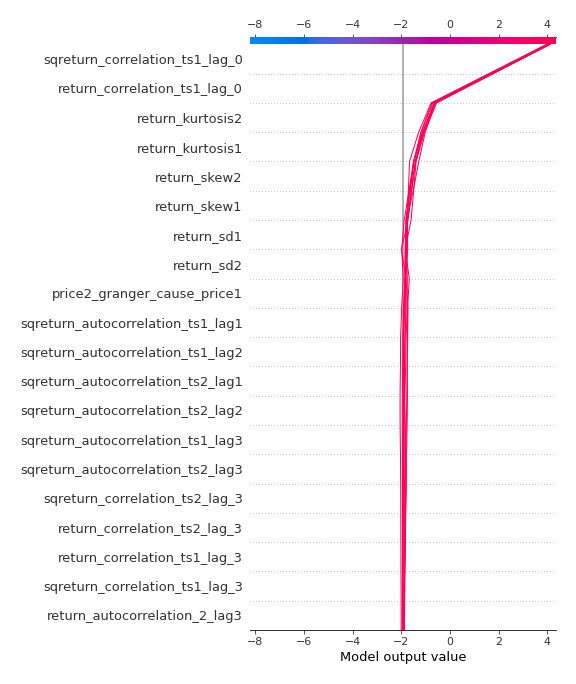 −8 −6 −4 −2 0 2 4
sqreturn_correlation_ts1_lag_0
return_correlation_ts1_lag_0
return_kurtosis2
return_kurtosis1
return_skew2
return_skew1
return_sd1
return_sd2
price2_granger_cause_price1
sqreturn_autocorrelation_ts1_lag1
sqreturn_autocorrelation_ts1_lag2
sqreturn_autocorrelation_ts2_lag1
sqreturn_autocorrelation_ts2_lag2
sqreturn_autocorrelation_ts1_lag3
sqreturn_autocorrelation_ts2_lag3
sqreturn_correlation_ts2_lag_3
return_correlation_ts2_lag_3
return_correlation_ts1_lag_3
sqreturn_correlation_ts1_lag_3
return_autocorrelation_2_lag3
−8 −6 −4 −2 0 2 4
Model output value